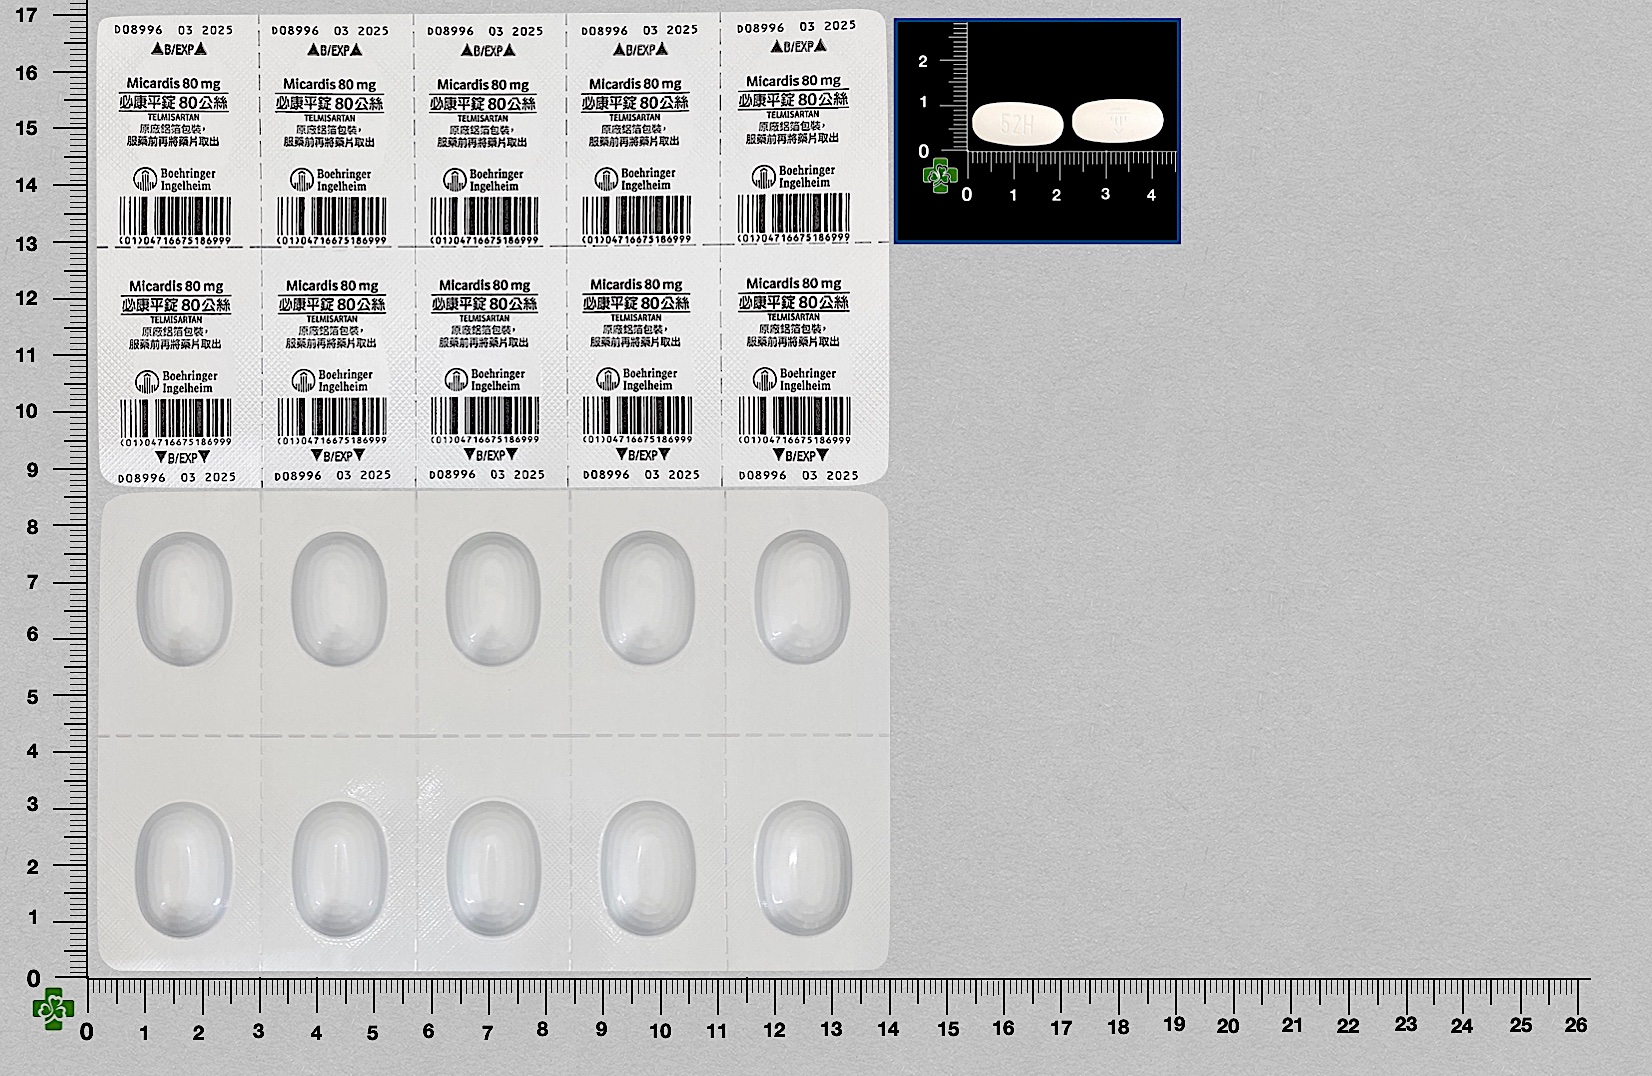 D08996 03 2025 D08996 03 2025 D08996 03 2025 D08996 03 2025 D08996 03 2025
▲B/EXP▲ ▲B/EXP▲ ▲B/EXP▲ ▲B/EXP▲ ▲B/EXP▲
Micardis 80 mg Micardis 80 mg Micardis 80 mg Micardis 80 mg Micardis 80 mg
必康平錠 80公絲 必康平錠 80公絲 必康平錠 80公絲 必康平錠 80公絲 必康平錠 80公絲
TELMISARTAN TELMISARTAN TELMISARTAN TELMISARTAN TELMISARTAN
原廠鋁箔包裝, 原廠鋁箔包裝, 原廠鋁箔包裝, 原廠鋁箔包裝, 原廠鋁箔包裝,
服藥前再將藥片取出 服藥前再將藥片取出 服藥前再將藥片取出 服藥前再將藥片取出 服藥前再將藥片取出
Boehringer Boehringer Boehringer Boehringer Boehringer
Ingelheim Ingelheim Ingelheim Ingelheim Ingelheim
(01)04716675186999 (01)04716675186999 (01)04716675186999 (01)04716675186999 (01)04716675186999
Micardis 80 mg Micardis 80 mg Micardis 80 mg Micardis 80 mg Micardis 80 mg
必康平錠 80公絲 必康平錠 80公絲 必康平錠 80公絲 必康平錠 80公絲 必康平錠 80公絲
TELMISARTAN TELMISARTAN TELMISARTAN TELMISARTAN TELMISARTAN
原廠鋁箔包裝, 原廠鋁箔包裝, 原廠鋁箔包裝, 原廠鋁箔包裝, 原廠鋁箔包裝,
服藥前再將藥片取出 服藥前再將藥片取出 服藥前再將藥片取出 服藥前再將藥片取出 服藥前再將藥片取出
Boehringer Boehringer Boehringer Boehringer Boehringer
Ingelheim Ingelheim Ingelheim Ingelheim Ingelheim
(01)04716675186999 (01)04716675186999 (01)04716675186999 (01)04716675186999 (01)04716675186999
▼B/EXP▼ ▼B/EXP▼ ▼B/EXP▼ ▼B/EXP▼ ▼B/EXP▼
D08996 03 2025 D08996 03 2025 D08996 03 2025 D08996 03 2025 D08996 03 2025
52H
2
1
0
0 1 2 3 4
17
16
15
14
13
12
11
10
9
8
7
6
5
4
3
2
1
0
0 1 2 3 4 5 6 7 8 9 10 11 12 13 14 15 16 17 18 19 20 21 22 23 24 25 26